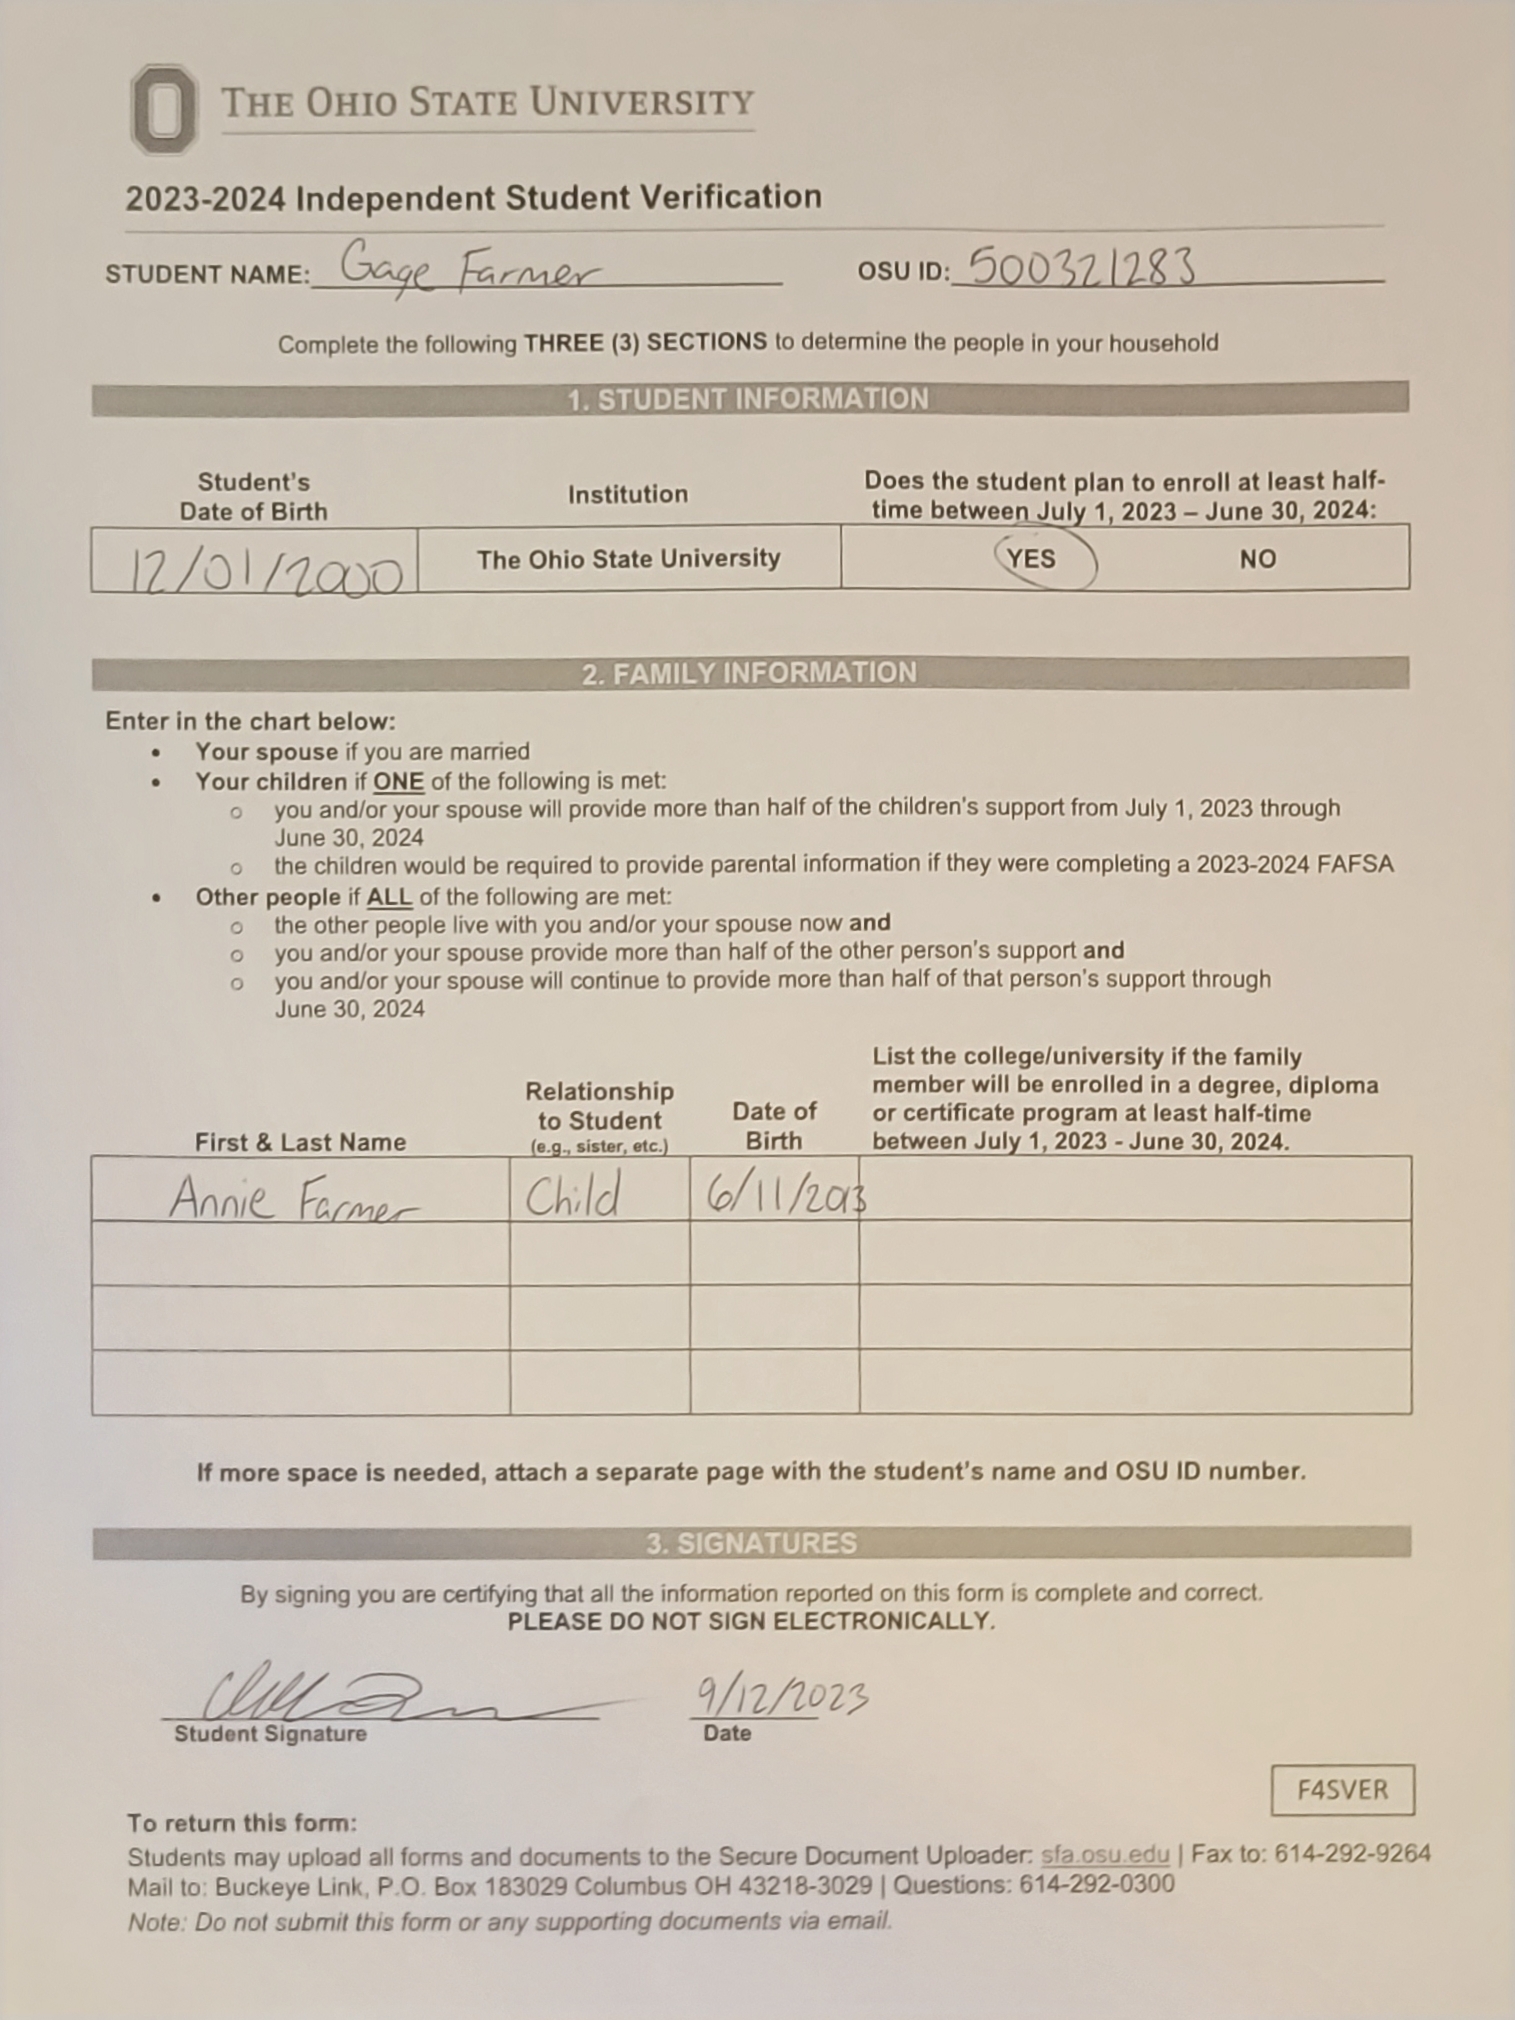 THE OHIO STATE UNIVERSITY
2023-2024 Independent Student Verification
STUDENT NAME: Gage Farmer OSU ID: 500321283
Complete the following THREE (3) SECTIONS to determine the people in your household
1. STUDENT INFORMATION
Student's
Date of Birth
Institution
Does the student plan to enroll at least half-
time between July 1, 2023 – June 30, 2024:
12/01/2000 The Ohio State University YES NO
2. FAMILY INFORMATION
Enter in the chart below:
• Your spouse if you are married
• Your children if ONE of the following is met:
o you and/or your spouse will provide more than half of the children's support from July 1, 2023 through
June 30, 2024
o the children would be required to provide parental information if they were completing a 2023-2024 FAFSA
• Other people if ALL of the following are met:
o the other people live with you and/or your spouse now and
o you and/or your spouse provide more than half of the other person's support and
o you and/or your spouse will continue to provide more than half of that person's support through
June 30, 2024
First & Last Name
Relationship
to Student
(e.g., sister, etc.)
Date of
Birth
List the college/university if the family
member will be enrolled in a degree, diploma
or certificate program at least half-time
between July 1, 2023 - June 30, 2024.
Annie Farmer Child 6/11/2013
If more space is needed, attach a separate page with the student's name and OSU ID number.
3. SIGNATURES
By signing you are certifying that all the information reported on this form is complete and correct.
PLEASE DO NOT SIGN ELECTRONICALLY.
9/12/2023
Student Signature Date
F4SVER
To return this form:
Students may upload all forms and documents to the Secure Document Uploader: sfa.osu.edu | Fax to: 614-292-9264
Mail to: Buckeye Link, P.O. Box 183029 Columbus OH 43218-3029 | Questions: 614-292-0300
Note: Do not submit this form or any supporting documents via email.